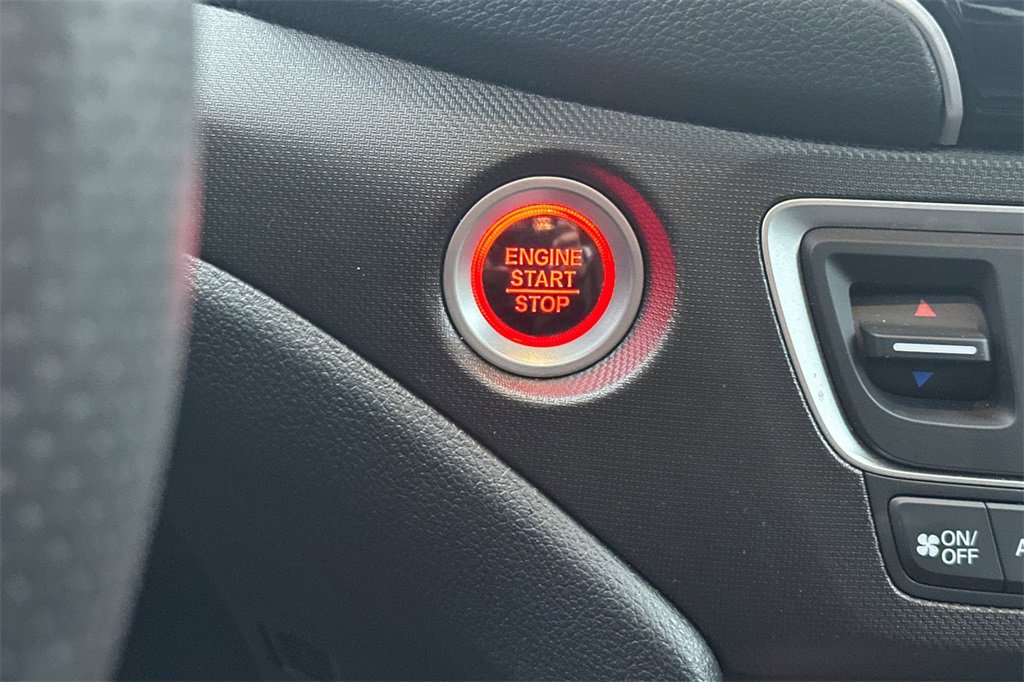 ENGINE
START
STOP
ON/
OFF